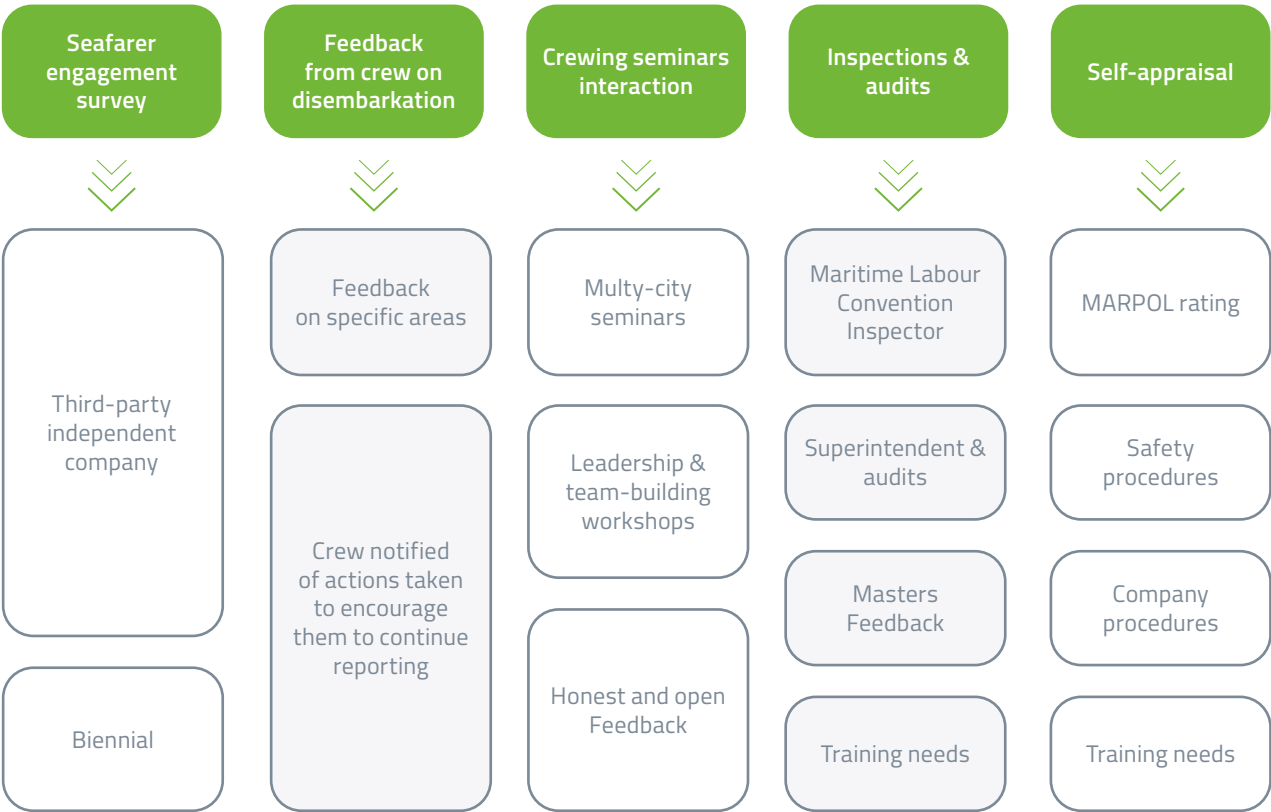 Seafarer
engagement
survey
Feedback
from crew on
disembarkation
Crewing seminars
interaction
Inspections &
audits
Self-appraisal
Third-party
independent
company
Biennial
Feedback
on specific areas
Crew notified
of actions taken
to encourage
them to continue
reporting
Multy-city
seminars
Leadership &
team-building
workshops
Honest and open
Feedback
Maritime Labour
Convention
Inspector
Superintendent &
audits
Masters
Feedback
Training needs
MARPOL rating
Safety
procedures
Company
procedures
Training needs